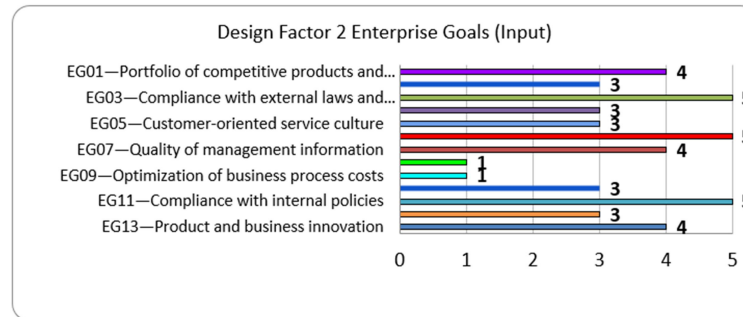 Design Factor 2 Enterprise Goals (Input)
EG01—Portfolio of competitive products and... 4
3
EG03—Compliance with external laws and...
3
EG05—Customer-oriented service culture 3
EG07—Quality of management information 4
1
EG09—Optimization of business process costs 1
3
EG11—Compliance with internal policies
3
EG13—Product and business innovation 4
0 1 2 3 4 5